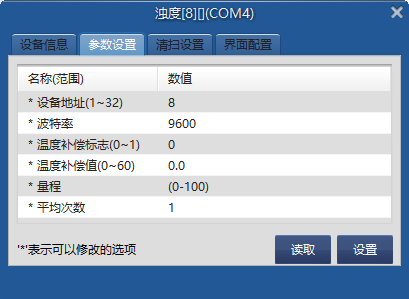 浊度[8][](COM4)
设备信息 参数设置 清扫设置 界面配置
名称(范围) 数值
* 设备地址(1~32) 8
* 波特率 9600
* 温度补偿标志(0~1) 0
* 温度补偿值(0~60) 0.0
* 量程 (0-100)
* 平均次数 1
'*'表示可以修改的选项 读取 设置